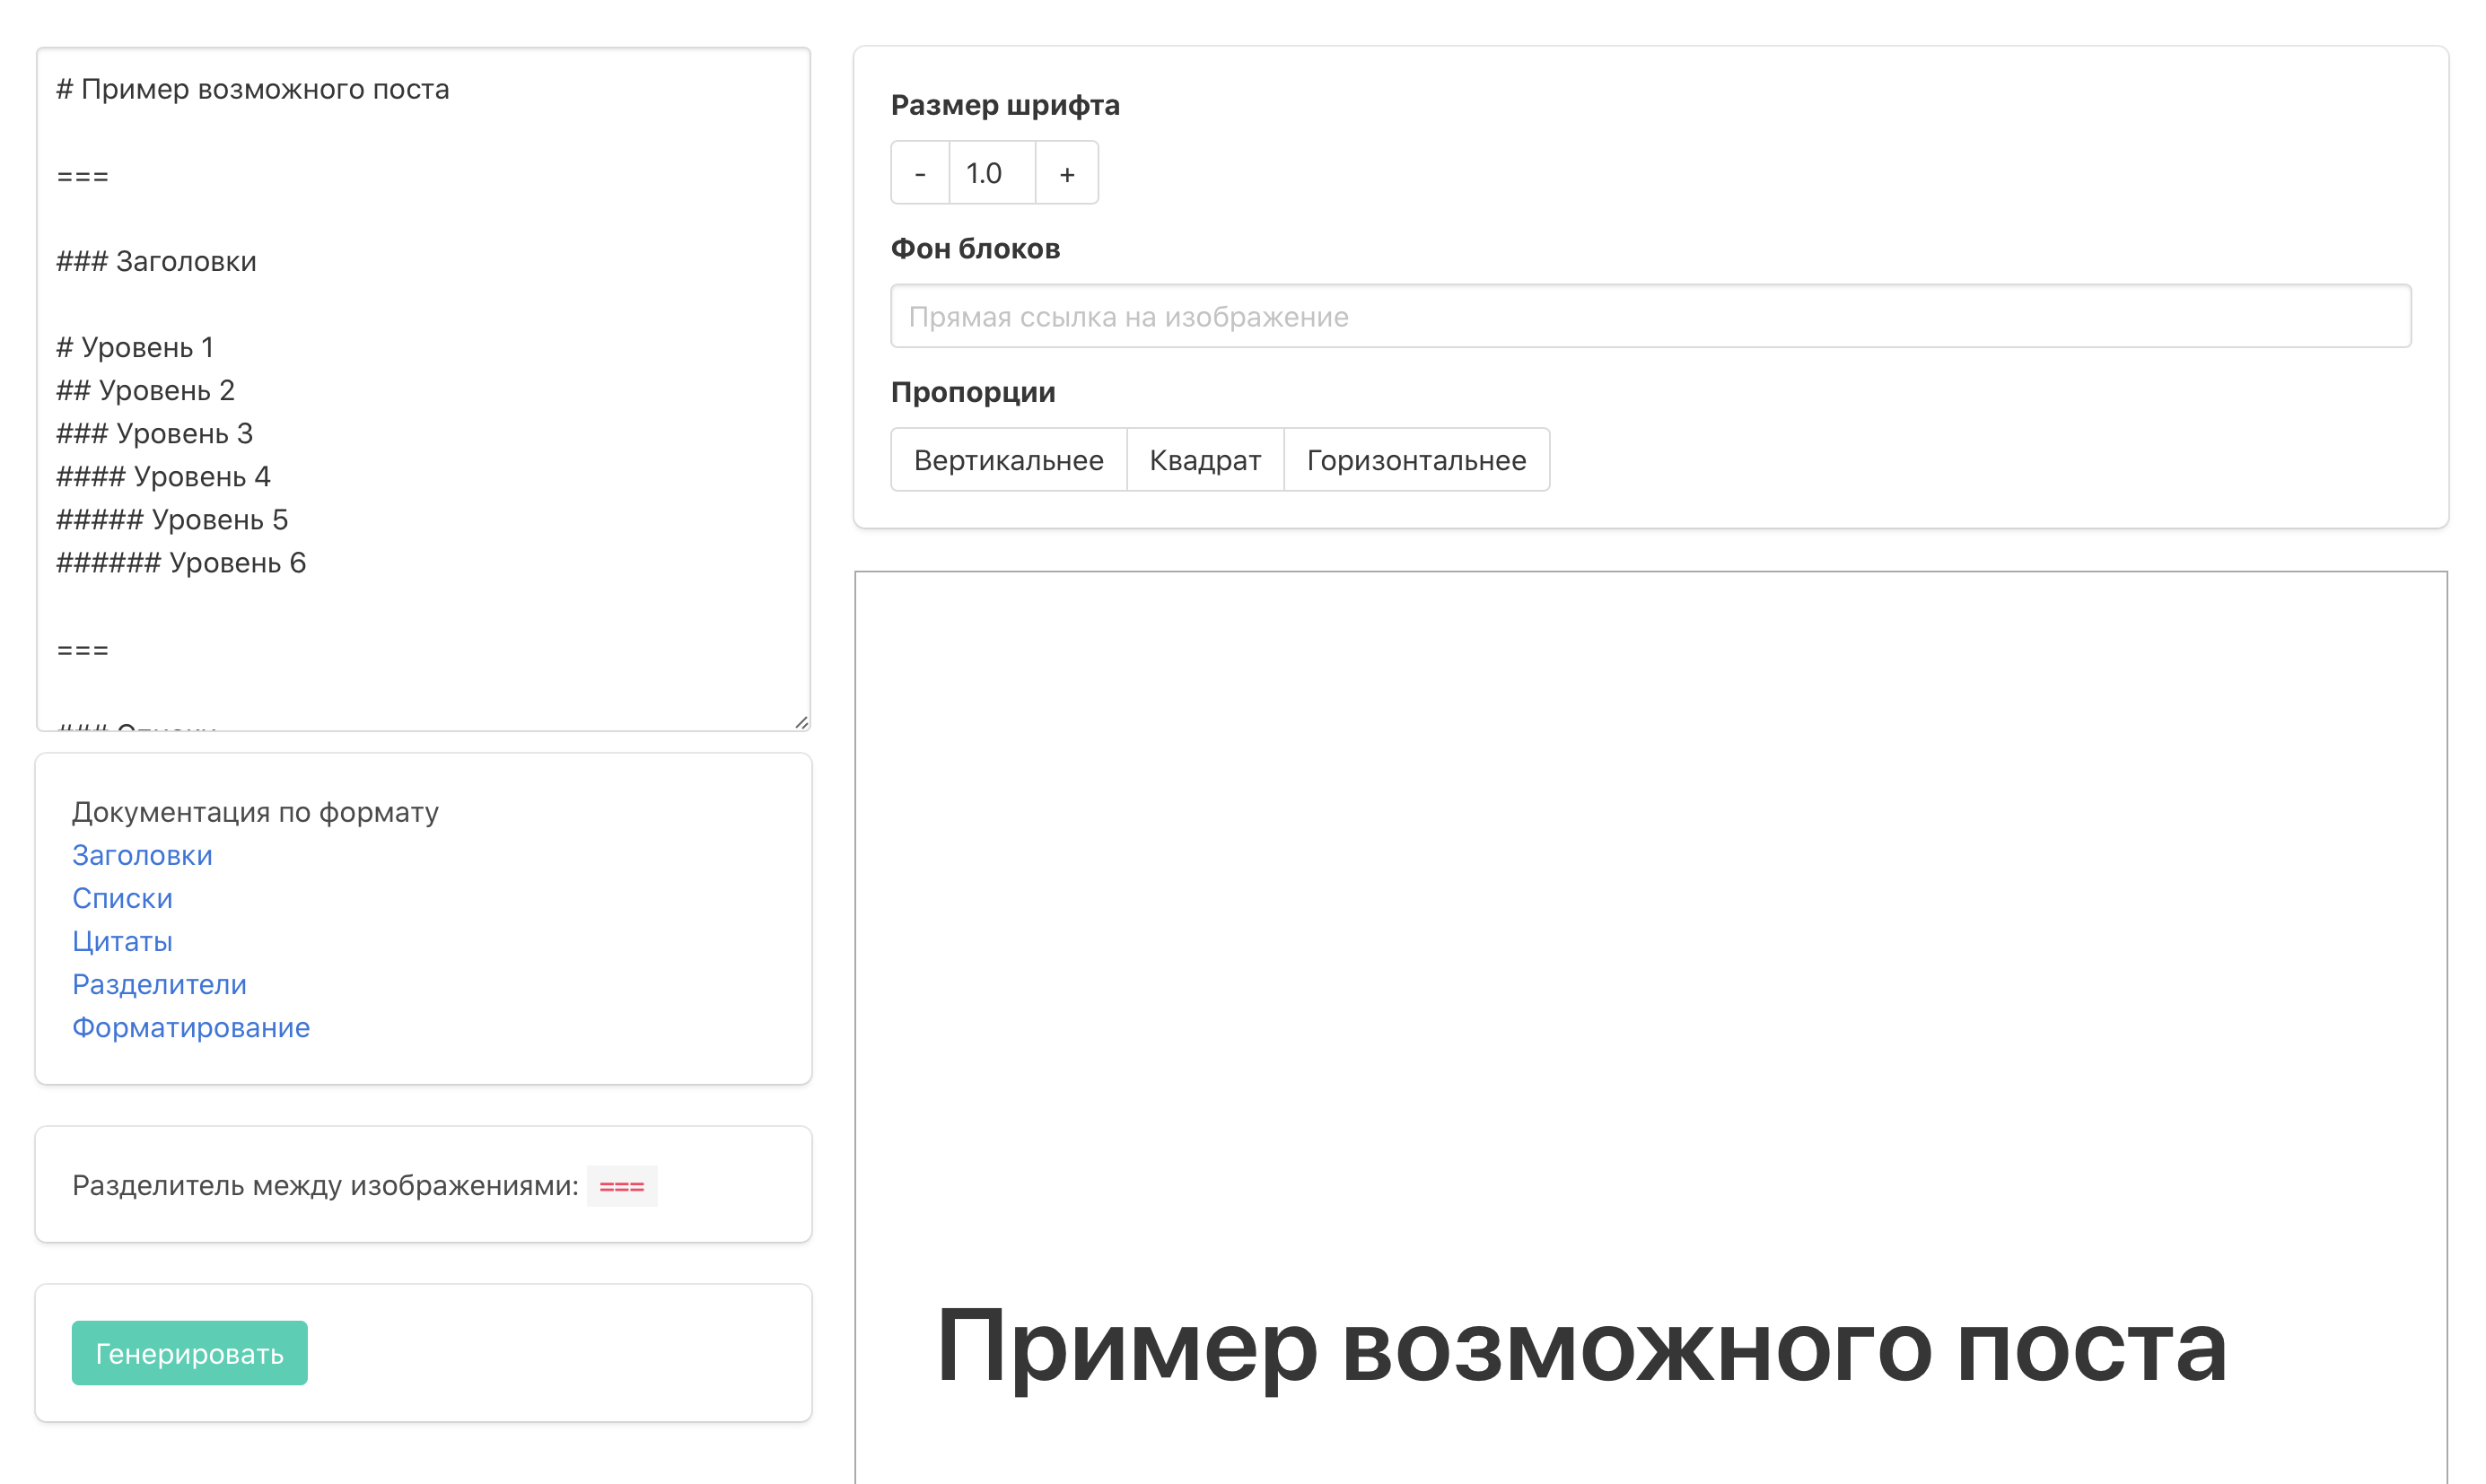 # Пример возможного поста
===
### Заголовки
# Уровень 1
## Уровень 2
### Уровень 3
#### Уровень 4
##### Уровень 5
###### Уровень 6
===
### Списки
Документация по формату
Заголовки
Списки
Цитаты
Разделители
Форматирование
Разделитель между изображениями: ===
Генерировать
Размер шрифта
- 1.0 +
Фон блоков
Прямая ссылка на изображение
Пропорции
Вертикальнее Квадрат Горизонтальнее
Пример возможного поста